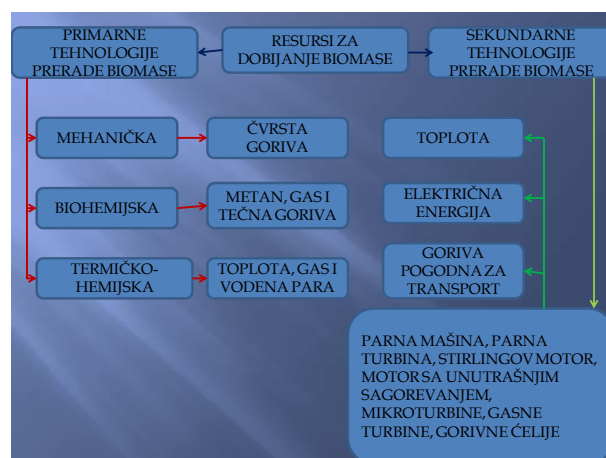 PRIMARNE
TEHNOLOGIJE
PRERADE BIOMASE
RESURSI ZA
DOBIJANJE BIOMASE
SEKUNDARNE
TEHNOLOGIJE
PRERADE BIOMASE
MEHANIČKA
ČVRSTA
GORIVA
TOPLOTA
BIOHEMIJSKA
METAN, GAS I
TEČNA GORIVA
ELEKTRIČNA
ENERGIJA
TERMIČKO-
HEMIJSKA
TOPLOTA, GAS I
VODENA PARA
GORIVA
POGODNA ZA
TRANSPORT
PARNA MAŠINA, PARNA
TURBINA, STIRLINGOV MOTOR,
MOTOR SA UNUTRAŠNJIM
SAGOREVANJEM,
MIKROTURBINE, GASNE
TURBINE, GORIVNE ĆELIJE